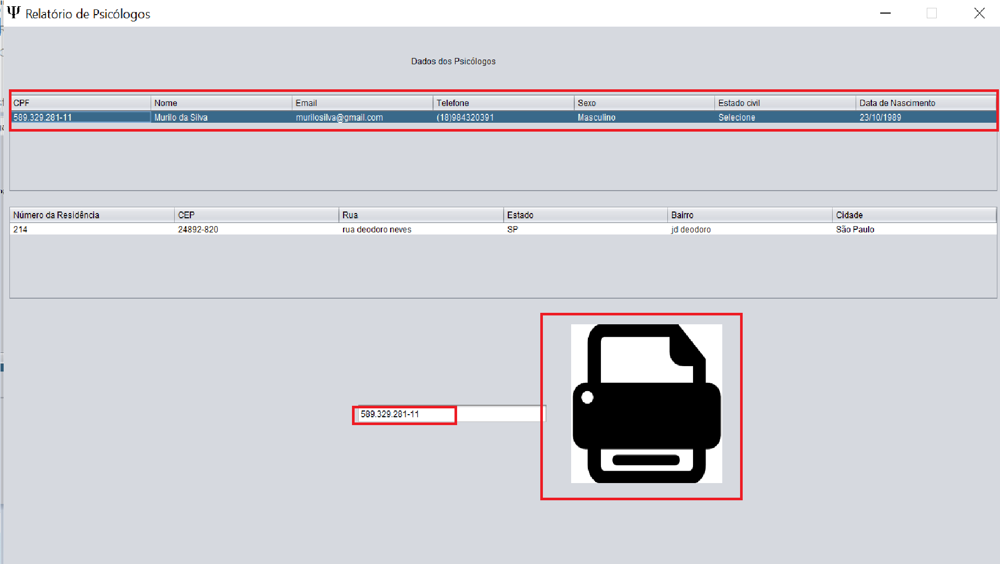 Ψ Relatório de Psicólogos
Dados dos Psicólogos
CPF Nome Email Telefone Sexo Estado civil Data de Nascimento
589.329.281-11 Murilo da Silva murilosilva@gmail.com (18)984320391 Masculino Selecione 23/10/1989
Número da Residência CEP Rua Estado Bairro Cidade
214 24892-820 rua deodoro neves SP jd deodoro São Paulo
589.329.281-11